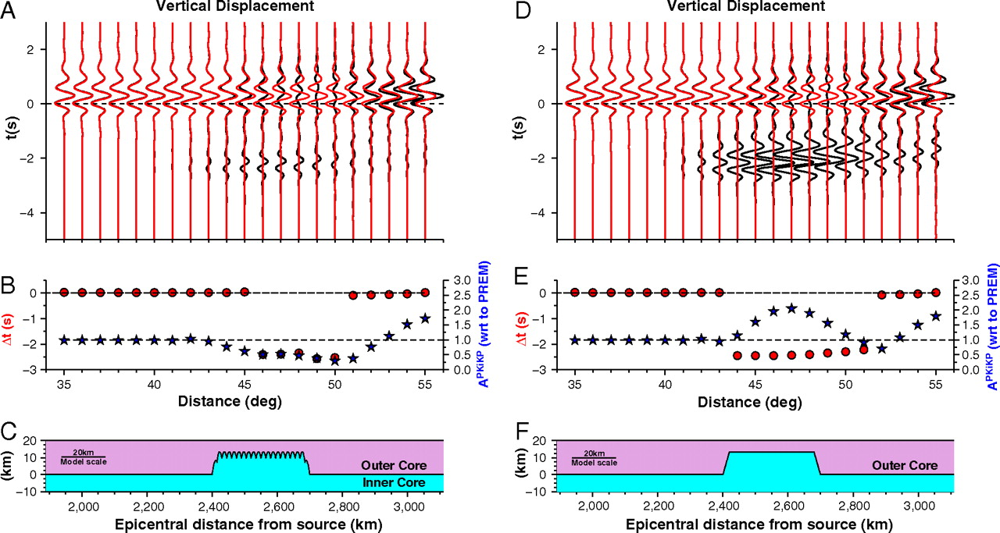 A
Vertical Displacement
2
0
−2
−4
t(s)
B
0
−1
−2
−3
Δt (s)
3.0
2.5
2.0
1.5
1.0
0.5
0.0
A^PKiKP (wrt to PREM)
35 40 45 50 55
Distance (deg)
C
20
10
0
−10
(km)
20km
Model scale
Outer Core
Inner Core
2,000 2,200 2,400 2,600 2,800 3,000
Epicentral distance from source (km)
D
Vertical Displacement
2
0
−2
−4
t(s)
E
0
−1
−2
−3
Δt (s)
3.0
2.5
2.0
1.5
1.0
0.5
0.0
A^PKiKP (wrt to PREM)
35 40 45 50 55
Distance (deg)
F
20
10
0
−10
(km)
20km
Model scale
Outer Core
2,000 2,200 2,400 2,600 2,800 3,000
Epicentral distance from source (km)